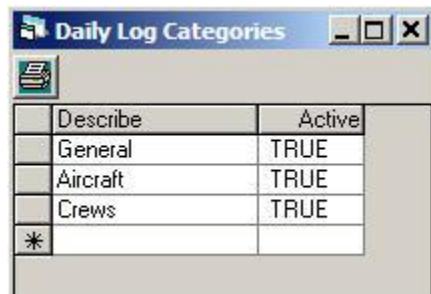 Daily Log Categories
Describe Active
General TRUE
Aircraft TRUE
Crews TRUE